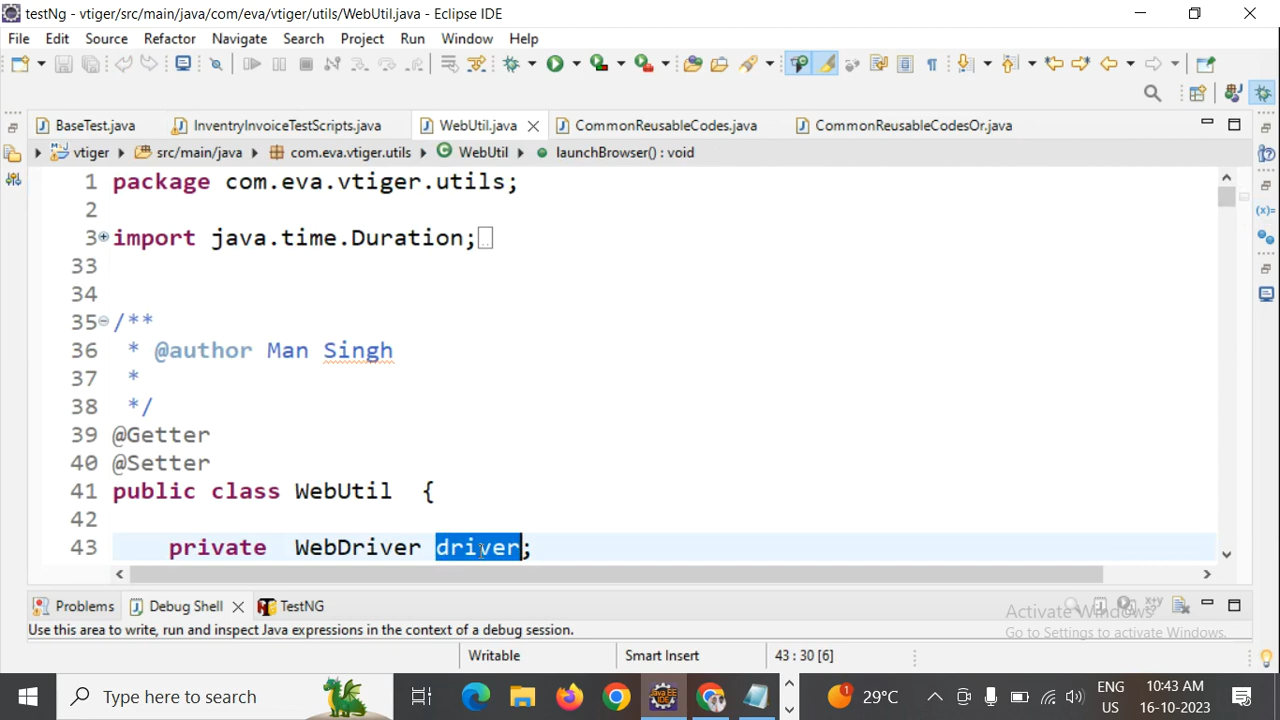 testNg - vtiger/src/main/java/com/eva/vtiger/utils/WebUtil.java - Eclipse IDE
File Edit Source Refactor Navigate Search Project Run Window Help
BaseTest.java InventryInvoiceTestScripts.java WebUtil.java CommonReusableCodes.java CommonReusableCodesOr.java
vtiger src/main/java com.eva.vtiger.utils WebUtil launchBrowser() : void
1 package com.eva.vtiger.utils;
2
3 import java.time.Duration;
33
34
35 /**
36 * @author Man Singh
37 *
38 */
39 @Getter
40 @Setter
41 public class WebUtil {
42
43 private WebDriver driver;
Problems Debug Shell TestNG
Activate Windows
Use this area to write, run and inspect Java expressions in the context of a debug session.
Go to Settings to activate Windows.
Writable Smart Insert 43 : 30 [6]
Type here to search
1 29°C ENG US 10:43 AM 16-10-2023